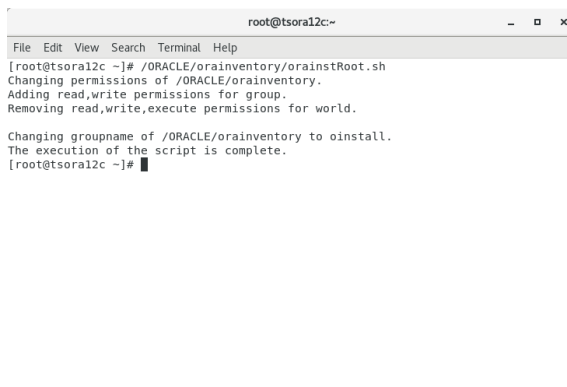 root@tsora12c:~
File Edit View Search Terminal Help
[root@tsora12c ~]# /ORACLE/orainventory/orainstRoot.sh
Changing permissions of /ORACLE/orainventory.
Adding read,write permissions for group.
Removing read,write,execute permissions for world.
Changing groupname of /ORACLE/orainventory to oinstall.
The execution of the script is complete.
[root@tsora12c ~]#